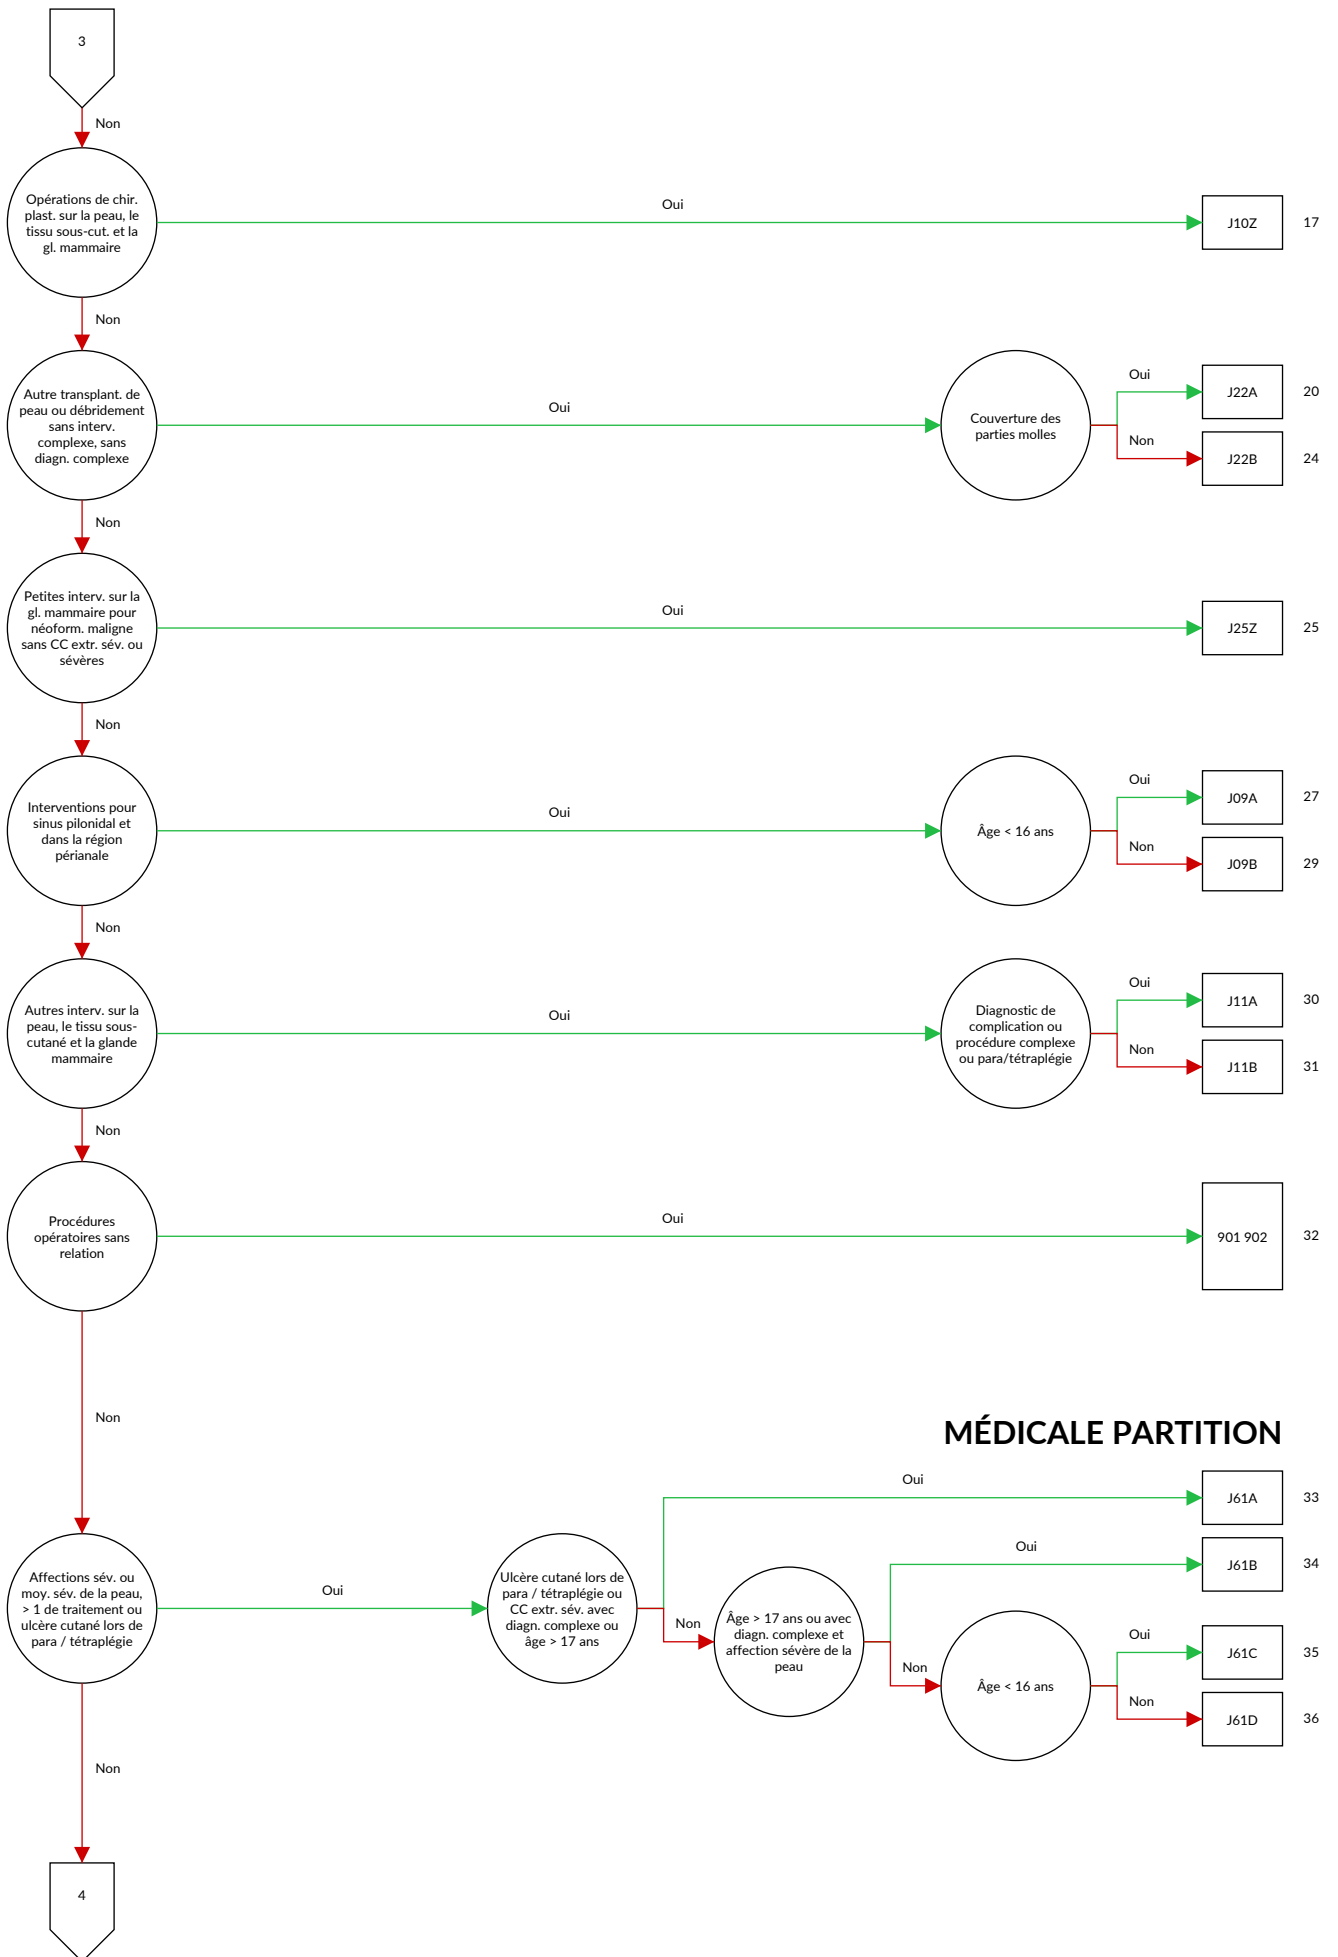 3
Non
Opérations de chir.
plast. sur la peau, le
tissu sous-cut. et la
gl. mammaire
Oui
J10Z
17
Non
Autre transplant. de
peau ou débridement
sans interv.
complexe, sans
diagn. complexe
Oui
Couverture des
parties molles
Oui
J22A
20
Non
J22B
24
Non
Petites interv. sur la
gl. mammaire pour
néoform. maligne
sans CC extr. sév. ou
sévères
Oui
J25Z
25
Non
Interventions pour
sinus pilonidal et
dans la région
périanale
Oui
Âge < 16 ans
Oui
J09A
27
Non
J09B
29
Non
Autres interv. sur la
peau, le tissu sous-
cutané et la glande
mammaire
Oui
Diagnostic de
complication ou
procédure complexe
ou para/tétraplégie
Oui
J11A
30
Non
J11B
31
Non
Procédures
opératoires sans
relation
Oui
901 902
32
Non
MÉDICALE PARTITION
Affections sév. ou
moy. sév. de la peau,
> 1 de traitement ou
ulcère cutané lors de
para / tétraplégie
Oui
Ulcère cutané lors de
para / tétraplégie ou
CC extr. sév. avec
diagn. complexe ou
âge > 17 ans
Oui
J61A
33
Non
Âge > 17 ans ou avec
diagn. complexe et
affection sévère de la
peau
Oui
J61B
34
Non
Âge < 16 ans
Oui
J61C
35
Non
J61D
36
Non
4